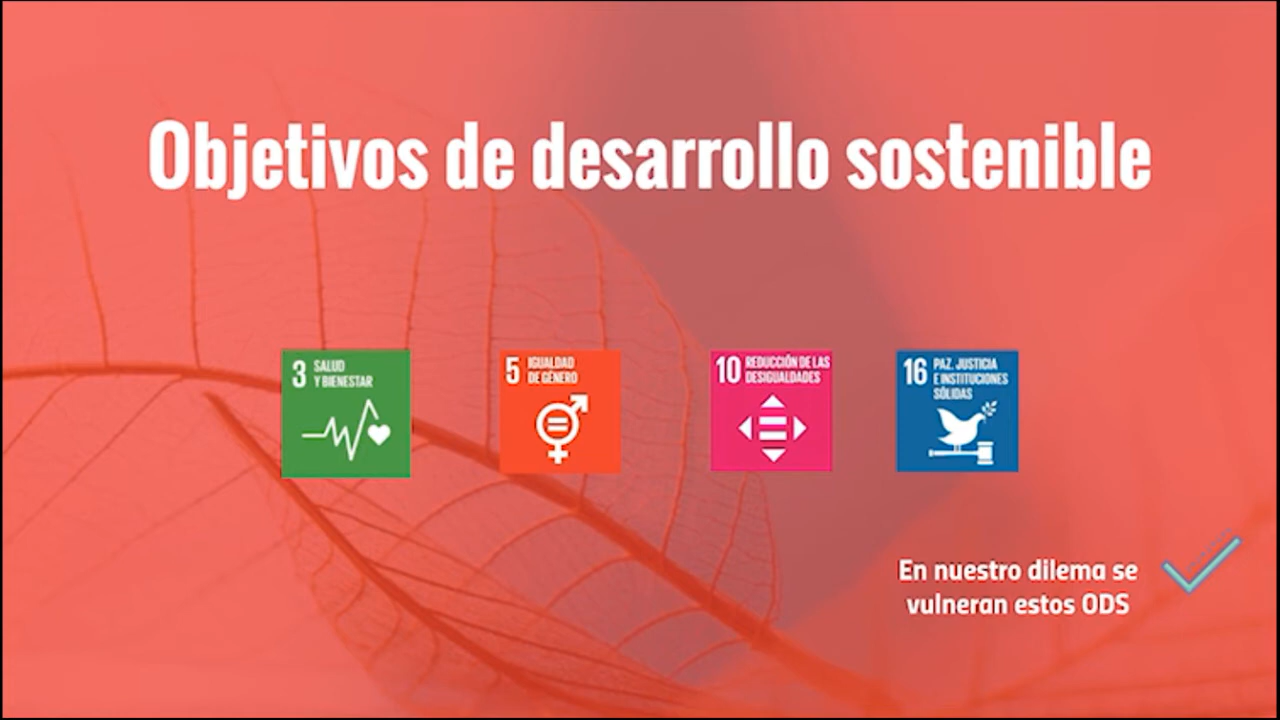 Objetivos de desarrollo sostenible
3 SALUD
Y BIENESTAR
5 IGUALDAD
DE GÉNERO
10 REDUCCIÓN DE LAS
DESIGUALDADES
16 PAZ, JUSTICIA
E INSTITUCIONES
SÓLIDAS
En nuestro dilema se
vulneran estos ODS